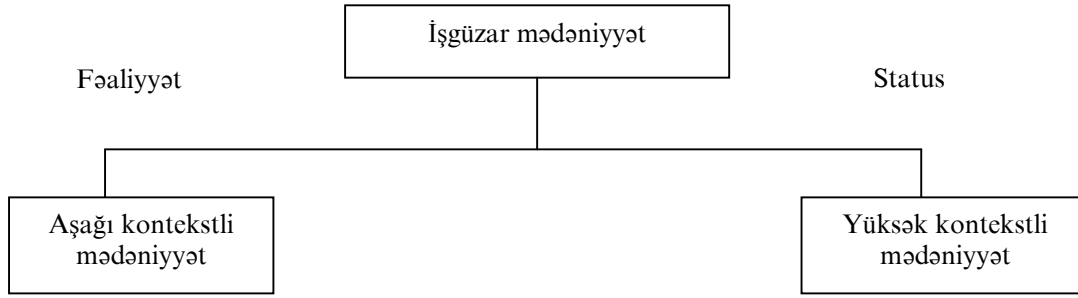 İşgüzar mədəniyyət
Fəaliyyət
Status
Aşağı kontekstli
mədəniyyət
Yüksək kontekstli
mədəniyyət